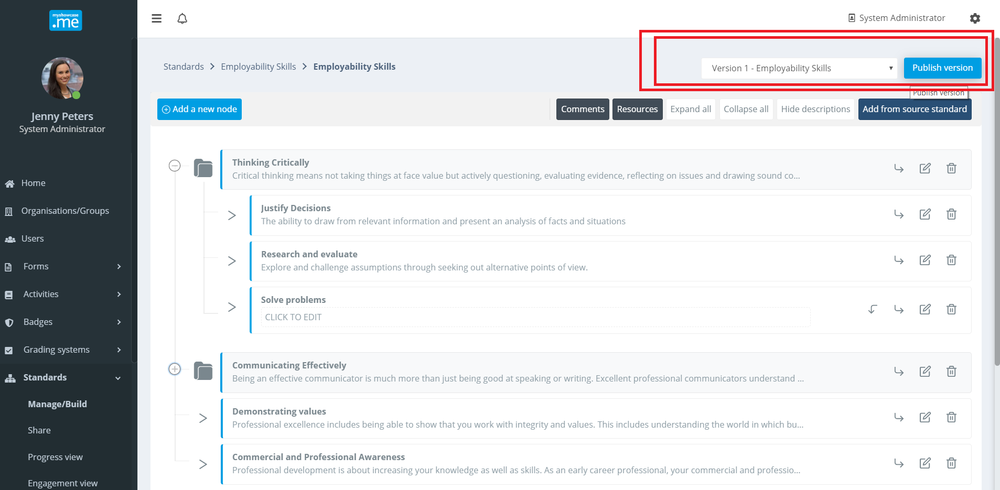 myshowcase
.me
System Administrator
Jenny Peters
System Administrator
Home
Organisations/Groups
Users
Forms
Activities
Badges
Grading systems
Standards
Manage/Build
Share
Progress view
Engagement view
Standards > Employability Skills > Employability Skills
Version 1 - Employability Skills
Publish version
Publish version
Add a new node
Comments
Resources
Expand all
Collapse all
Hide descriptions
Add from source standard
Thinking Critically
Critical thinking means not taking things at face value but actively questioning, evaluating evidence, reflecting on issues and drawing sound co...
Justify Decisions
The ability to draw from relevant information and present an analysis of facts and situations
Research and evaluate
Explore and challenge assumptions through seeking out alternative points of view.
Solve problems
CLICK TO EDIT
Communicating Effectively
Being an effective communicator is much more than just being good at speaking or writing. Excellent professional communicators understand ...
Demonstrating values
Professional excellence includes being able to show that you work with integrity and values. This includes understanding the world in which bu...
Commercial and Professional Awareness
Professional development is about increasing your knowledge as well as skills. As an early career professional, your commercial and professio...